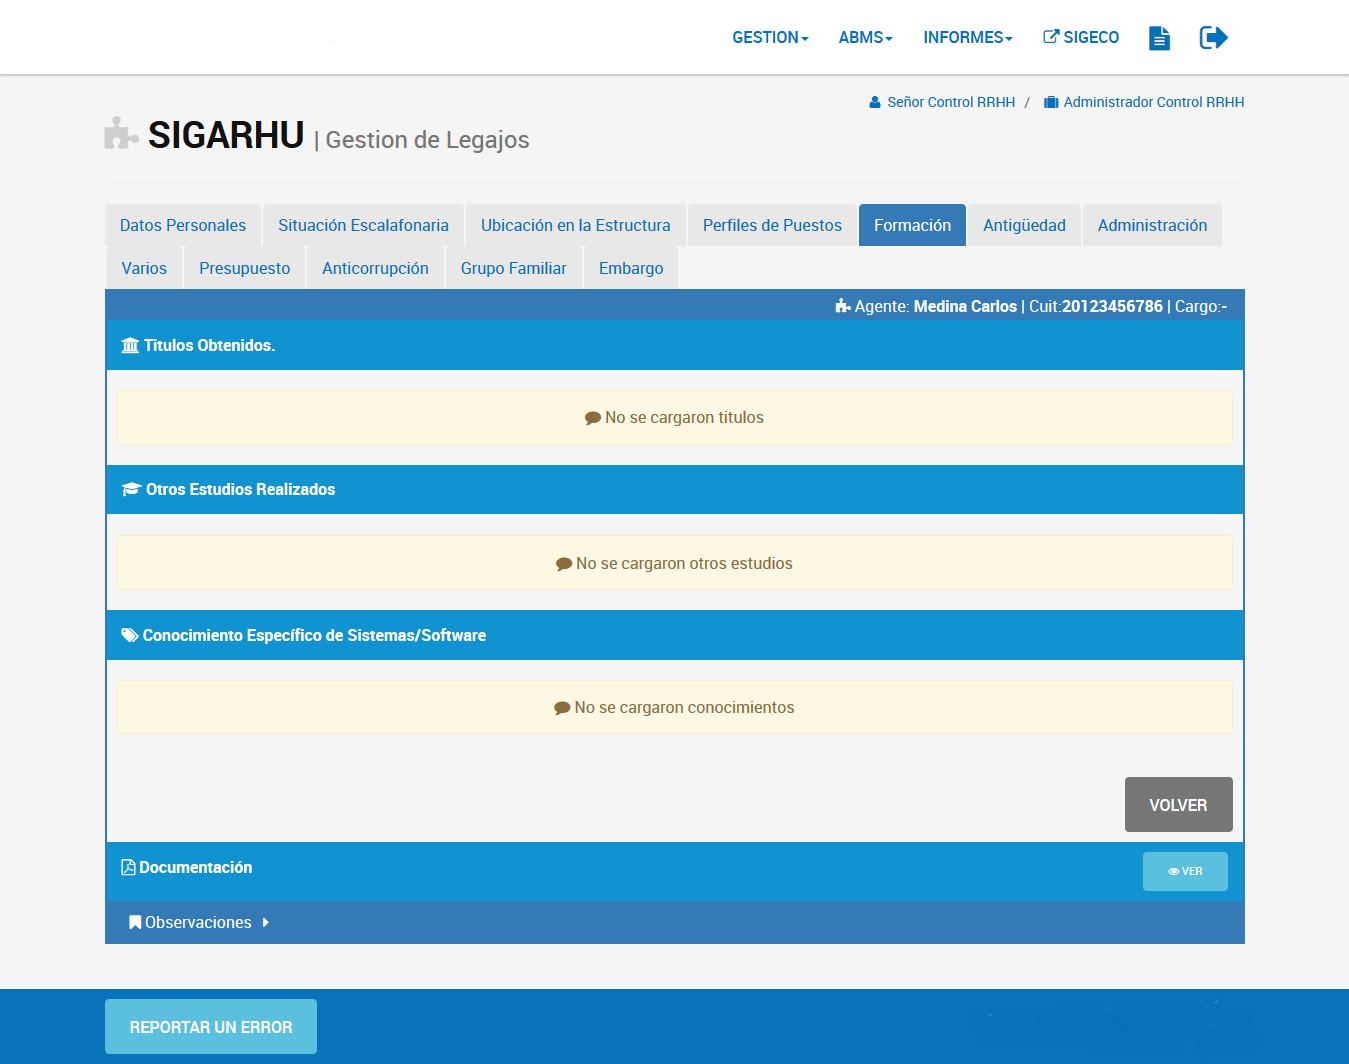 GESTION ABMS INFORMES SIGECO
Señor Control RRHH / Administrador Control RRHH
SIGARHU | Gestion de Legajos
Datos Personales Situación Escalafonaria Ubicación en la Estructura Perfiles de Puestos Formación Antigüedad Administración
Varios Presupuesto Anticorrupción Grupo Familiar Embargo
Agente: Medina Carlos | Cuit:20123456786 | Cargo:-
Titulos Obtenidos.
No se cargaron titulos
Otros Estudios Realizados
No se cargaron otros estudios
Conocimiento Específico de Sistemas/Software
No se cargaron conocimientos
VOLVER
Documentación VER
Observaciones
REPORTAR UN ERROR